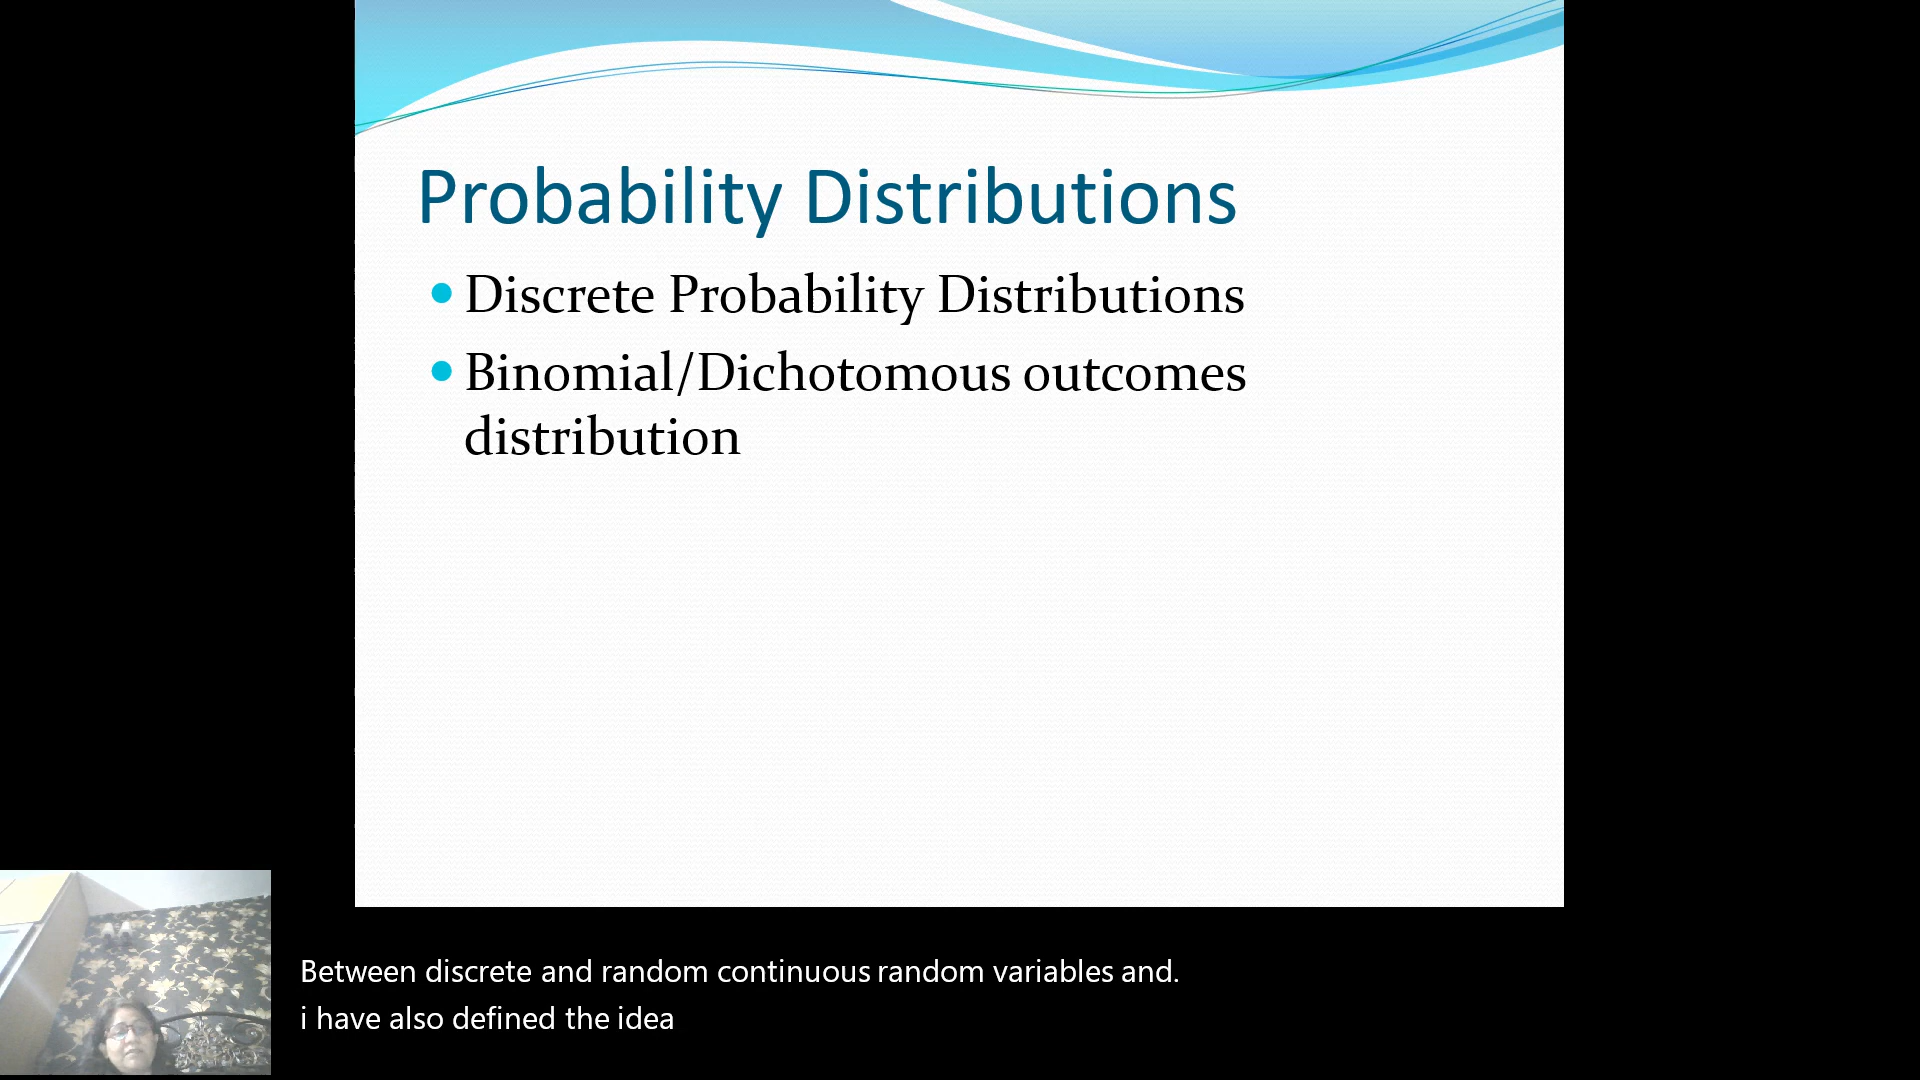 Probability Distributions
Discrete Probability Distributions
Binomial/Dichotomous outcomes
distribution
Between discrete and random continuous random variables and.
i have also defined the idea